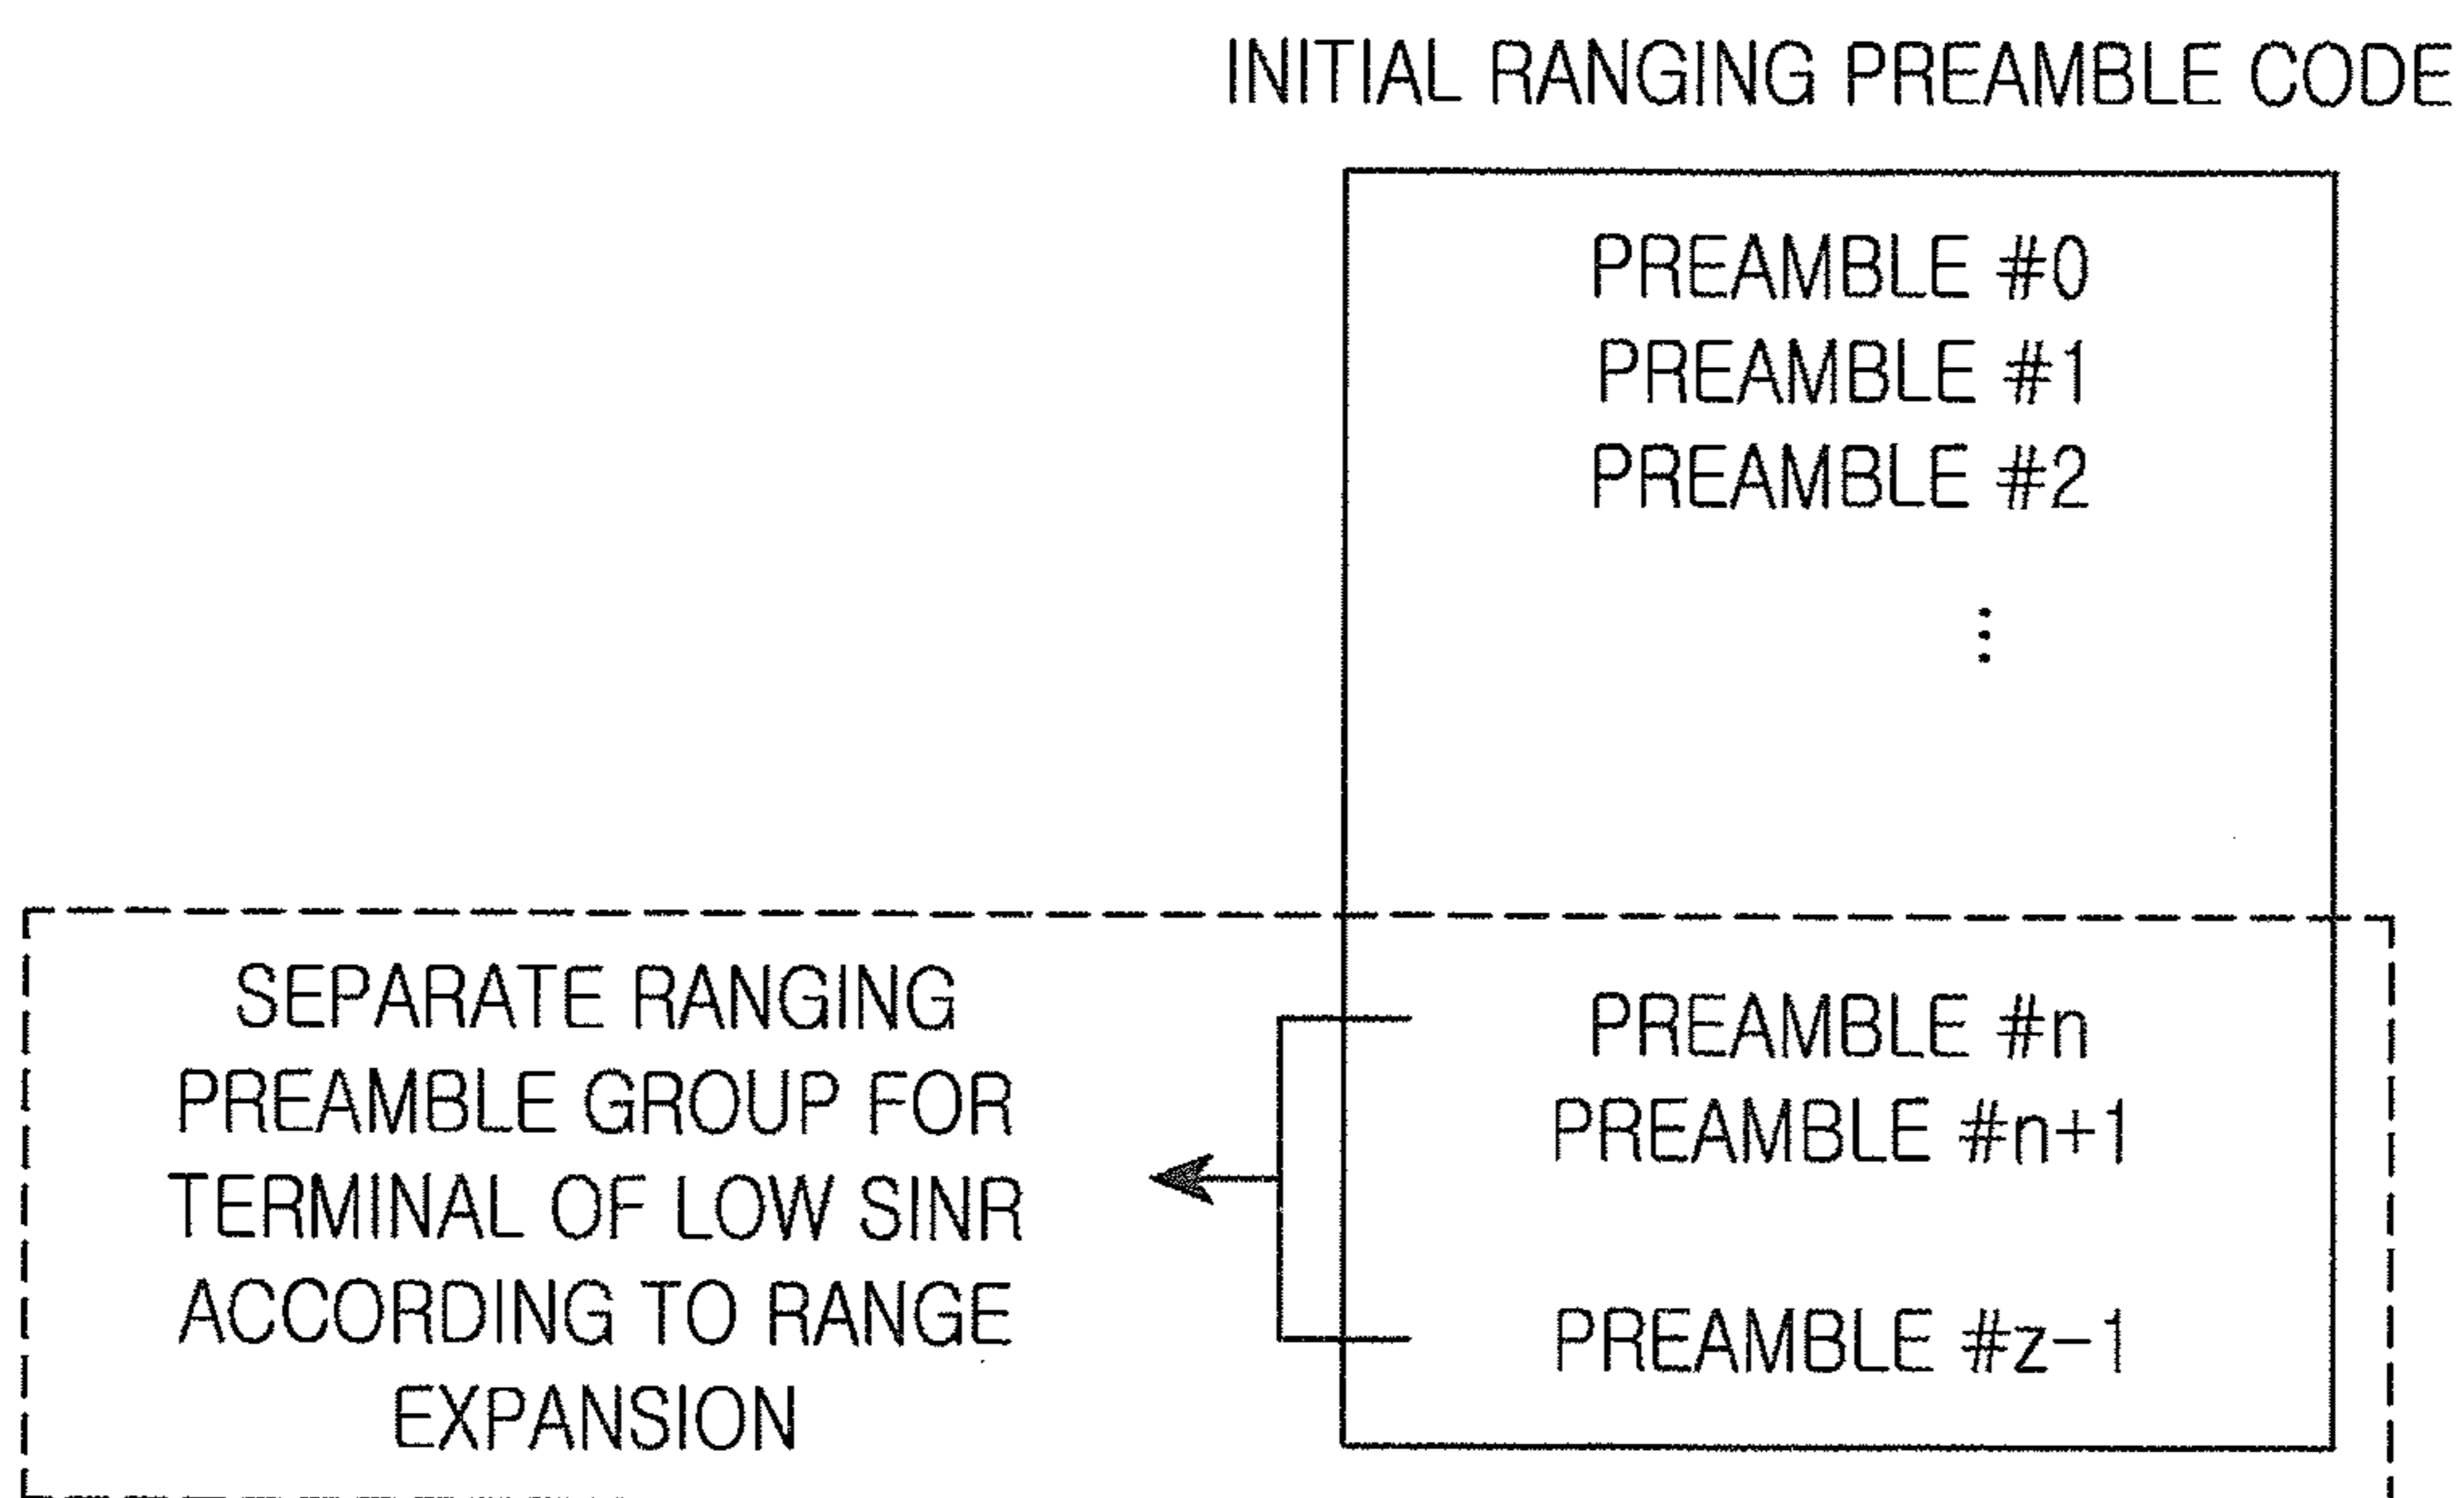 INITIAL RANGING PREAMBLE CODE
PREAMBLE #0
PREAMBLE #1
PREAMBLE #2
⋮
PREAMBLE #n
PREAMBLE #n+1
PREAMBLE #z-1
SEPARATE RANGING
PREAMBLE GROUP FOR
TERMINAL OF LOW SINR
ACCORDING TO RANGE
EXPANSION